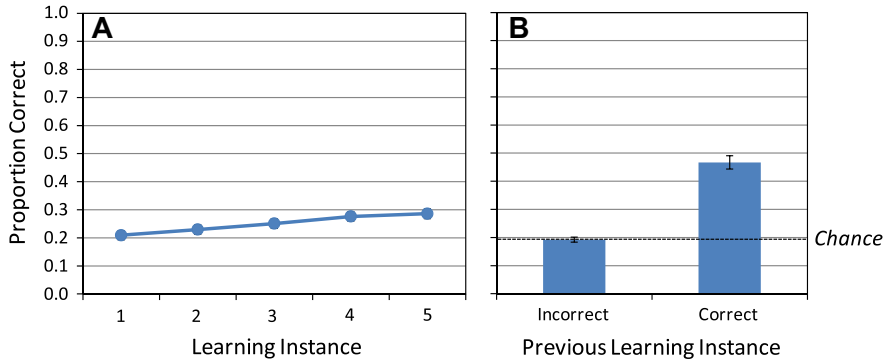 A
B
Proportion Correct
1.0
0.9
0.8
0.7
0.6
0.5
0.4
0.3
0.2
0.1
0.0
1 2 3 4 5
Learning Instance
Chance
Incorrect Correct
Previous Learning Instance